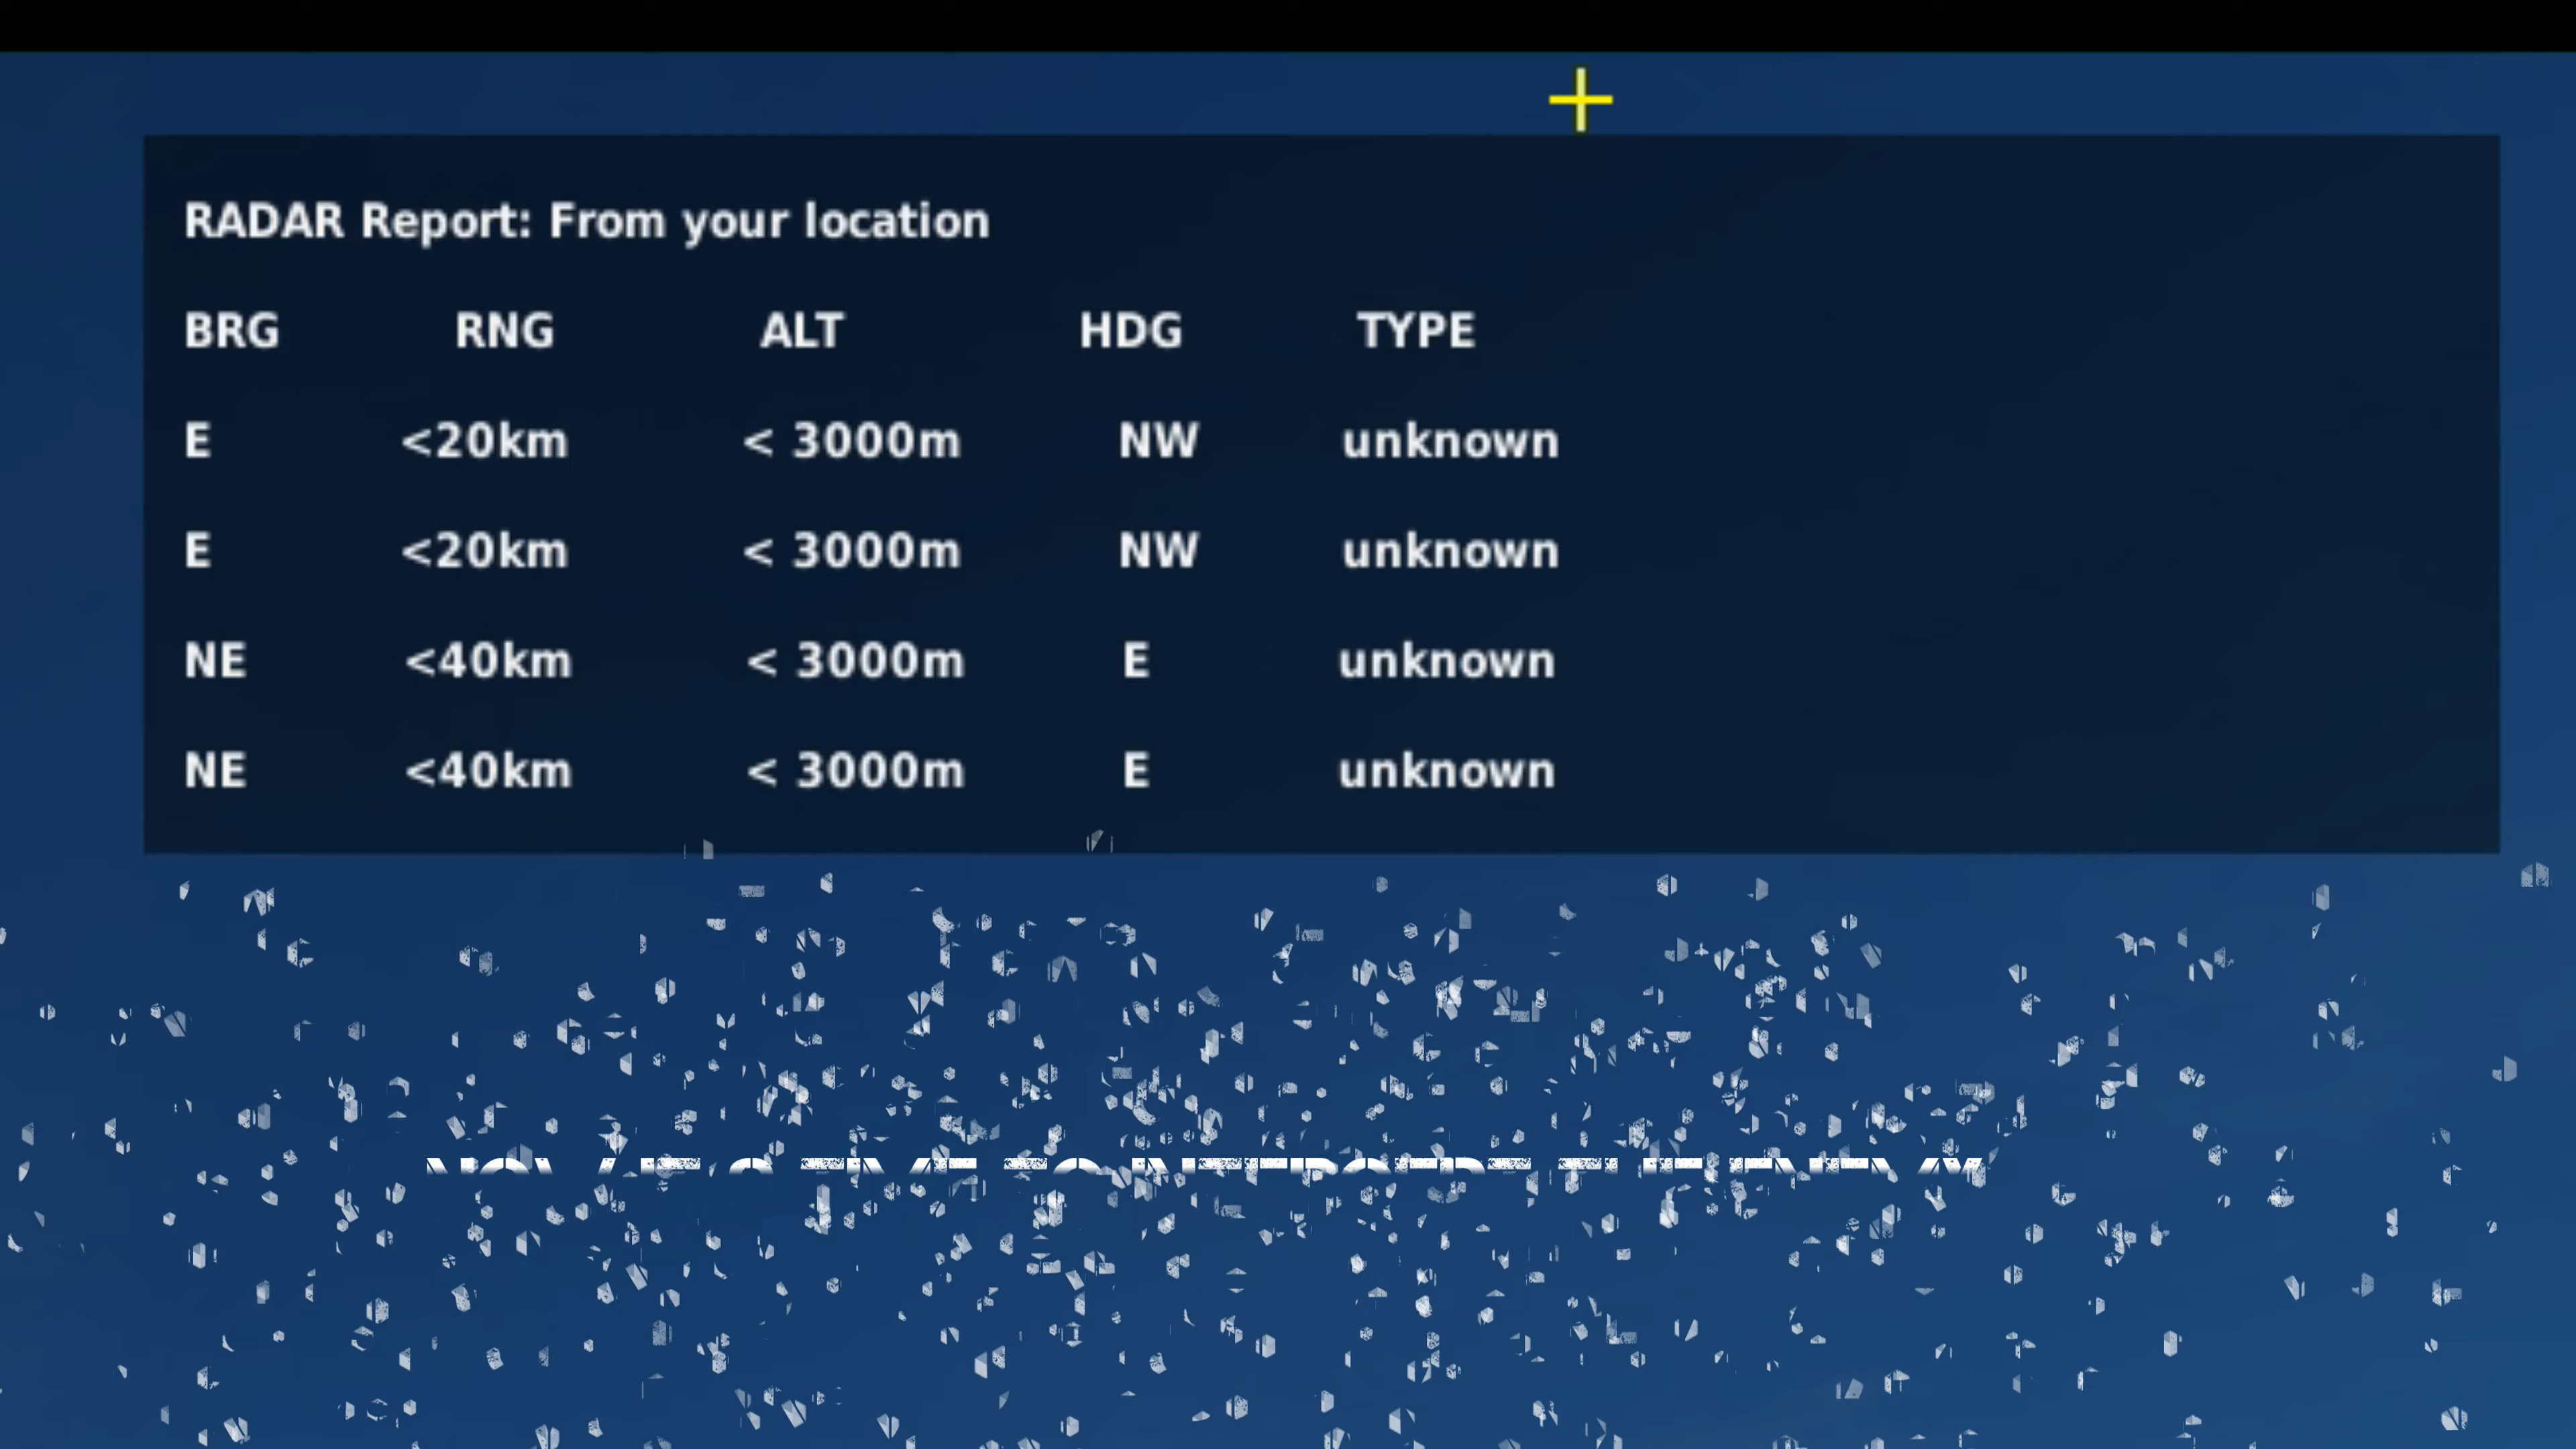 RADAR Report: From your location
BRG RNG ALT HDG TYPE
E <20km < 3000m NW unknown
E <20km < 3000m NW unknown
NE <40km < 3000m E unknown
NE <40km < 3000m E unknown